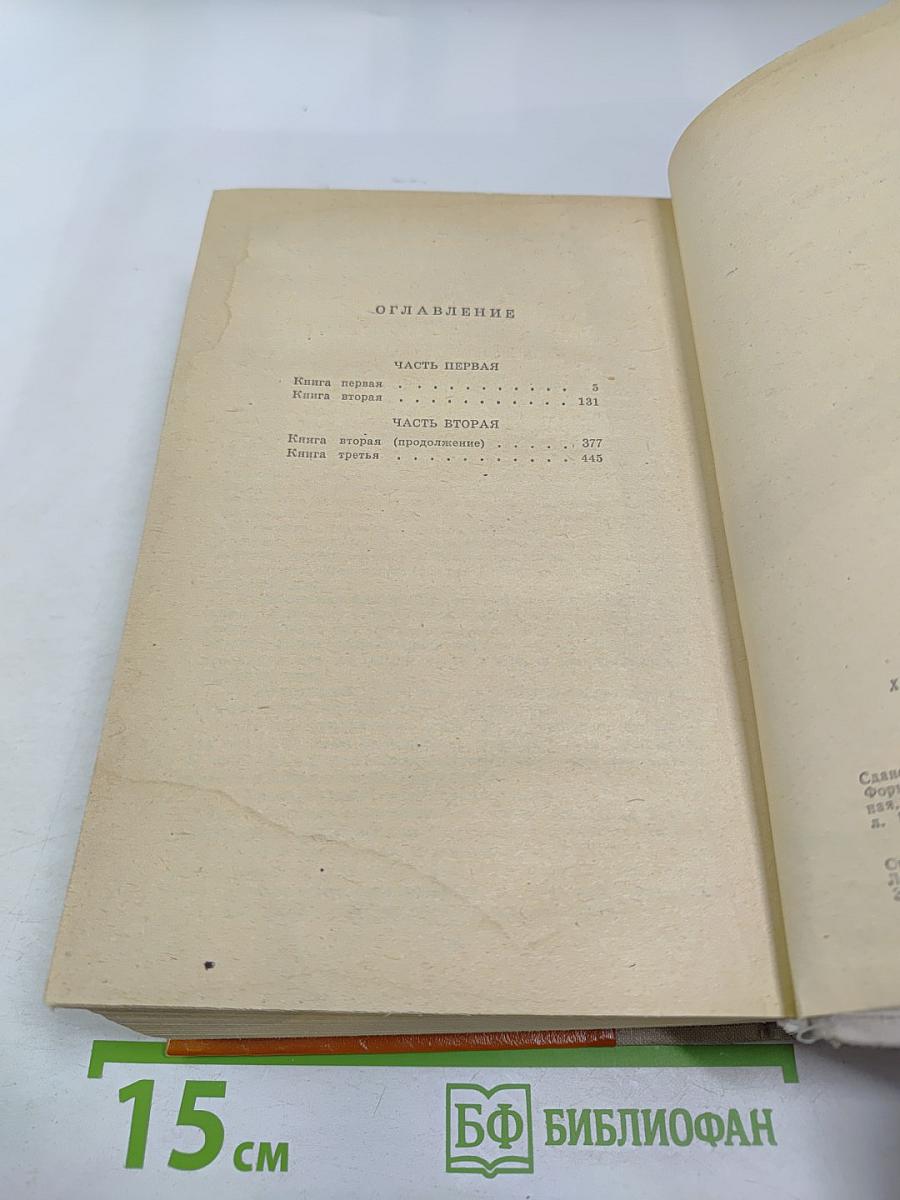 ОГЛАВЛЕНИЕ
ЧАСТЬ ПЕРВАЯ
Книга первая . . . . . . . . . . 5
Книга вторая . . . . . . . . . . 131
ЧАСТЬ ВТОРАЯ
Книга вторая (продолжение) . . . . . 377
Книга третья . . . . . . . . . . 445
Х
15 см
БФ БИБЛИОФАН